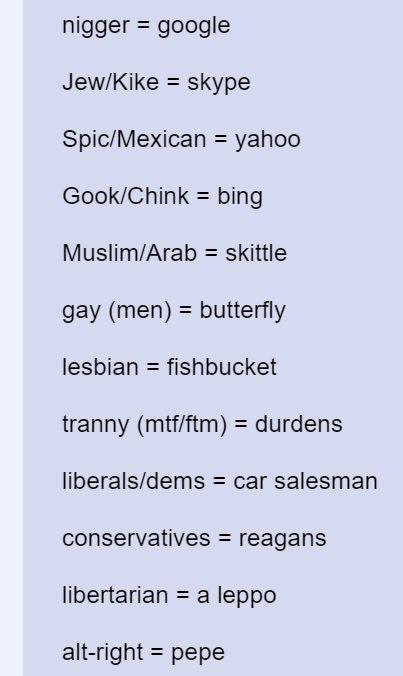 nigger = google
Jew/Kike = skype
Spic/Mexican = yahoo
Gook/Chink = bing
Muslim/Arab = skittle
gay (men) = butterfly
lesbian = fishbucket
tranny (mtf/ftm) = durdens
liberals/dems = car salesman
conservatives = reagans
libertarian = a leppo
alt-right = pepe